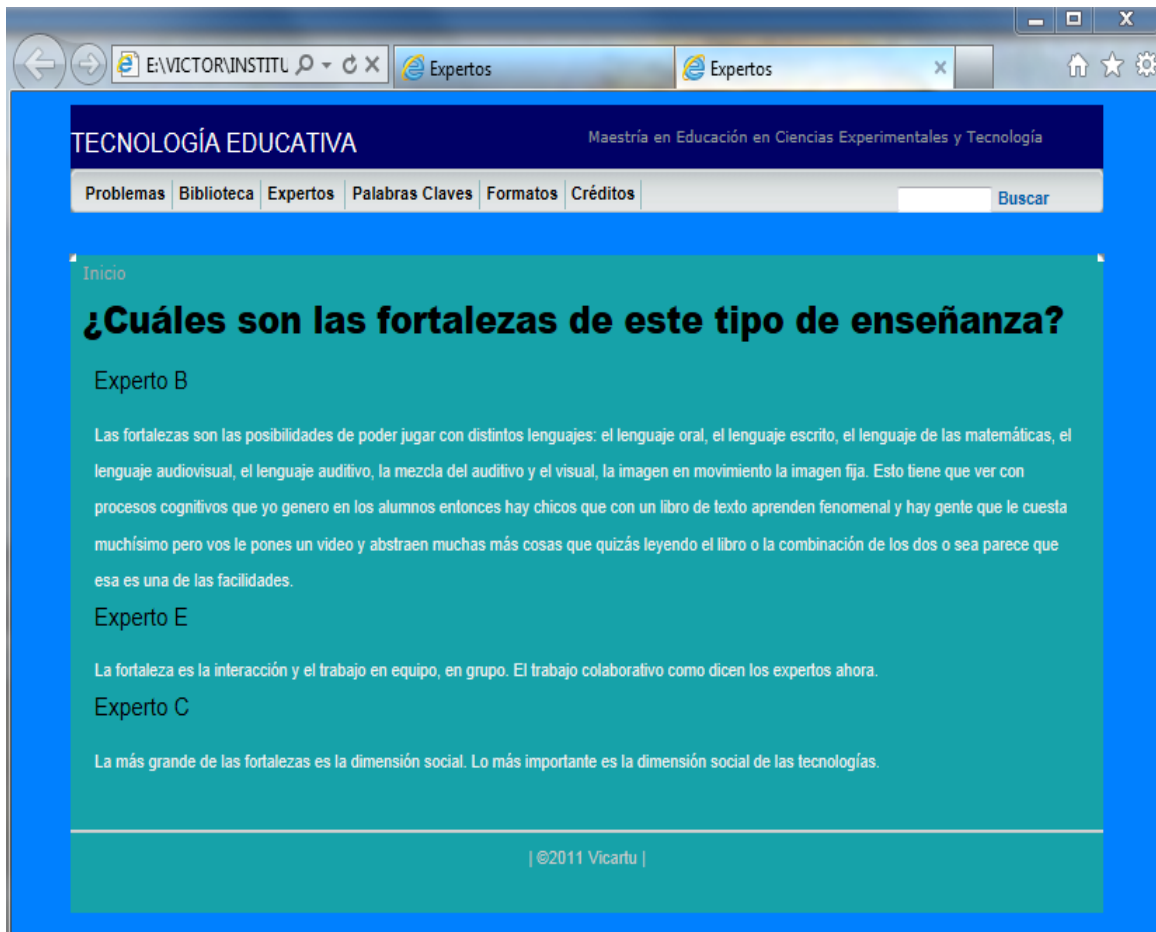 X
E:\VICTOR\INSTITU
Expertos
Expertos
TECNOLOGÍA EDUCATIVA
Maestría en Educación en Ciencias Experimentales y Tecnología
Problemas Biblioteca Expertos Palabras Claves Formatos Créditos
Buscar
Inicio
¿Cuáles son las fortalezas de este tipo de enseñanza?
Experto B
Las fortalezas son las posibilidades de poder jugar con distintos lenguajes: el lenguaje oral, el lenguaje escrito, el lenguaje de las matemáticas, el
lenguaje audiovisual, el lenguaje auditivo, la mezcla del auditivo y el visual, la imagen en movimiento la imagen fija. Esto tiene que ver con
procesos cognitivos que yo genero en los alumnos entonces hay chicos que con un libro de texto aprenden fenomenal y hay gente que le cuesta
muchísimo pero vos le pones un video y abstraen muchas más cosas que quizás leyendo el libro o la combinación de los dos o sea parece que
esa es una de las facilidades.
Experto E
La fortaleza es la interacción y el trabajo en equipo, en grupo. El trabajo colaborativo como dicen los expertos ahora.
Experto C
La más grande de las fortalezas es la dimensión social. Lo más importante es la dimensión social de las tecnologías.
| ©2011 Vicartu |